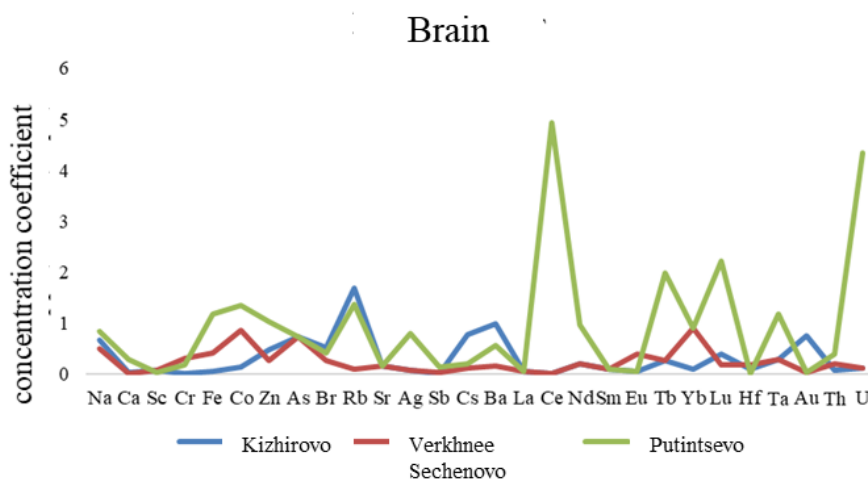 Brain
6
5
4
3
2
1
0
concentration coefficient
Na Ca Sc Cr Fe Co Zn As Br Rb Sr Ag Sb Cs Ba La Ce Nd Sm Eu Tb Yb Lu Hf Ta Au Th U
Kizhirovo
Verkhnee
Sechenovo
Putintsevo